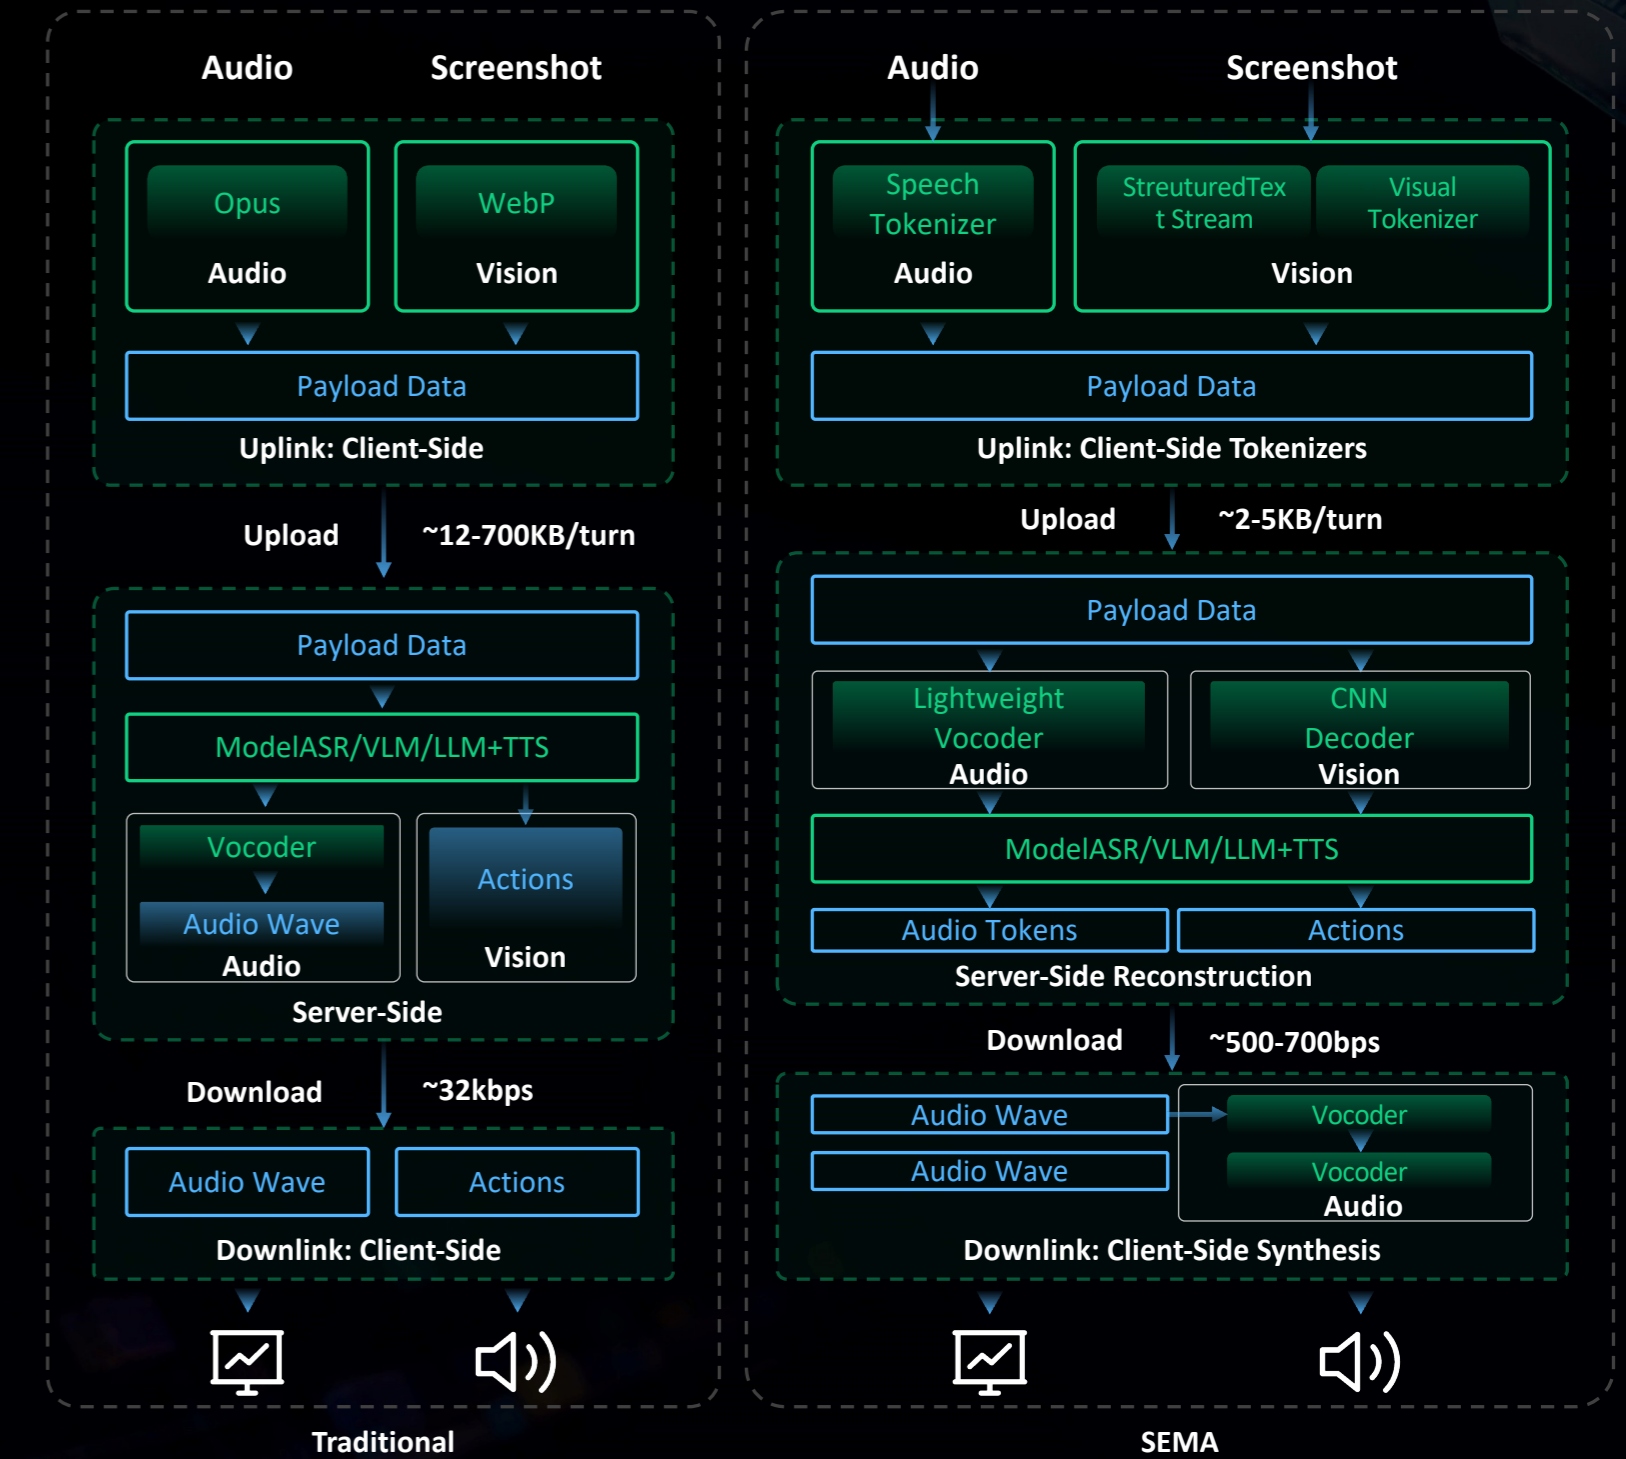 Audio
Screenshot
Opus
Audio
WebP
Vision
Payload Data
Uplink: Client-Side
Upload
~12-700KB/turn
Payload Data
ModelASR/VLM/LLM+TTS
Vocoder
Audio Wave
Audio
Actions
Vision
Server-Side
Download
~32kbps
Audio Wave
Actions
Downlink: Client-Side
Traditional
Audio
Screenshot
Speech
Tokenizer
Audio
StreuturedTex
t Stream
Visual
Tokenizer
Vision
Payload Data
Uplink: Client-Side Tokenizers
Upload
~2-5KB/turn
Payload Data
Lightweight
Vocoder
Audio
CNN
Decoder
Vision
ModelASR/VLM/LLM+TTS
Audio Tokens
Actions
Server-Side Reconstruction
Download
~500-700bps
Audio Wave
Audio Wave
Vocoder
Vocoder
Audio
Downlink: Client-Side Synthesis
SEMA